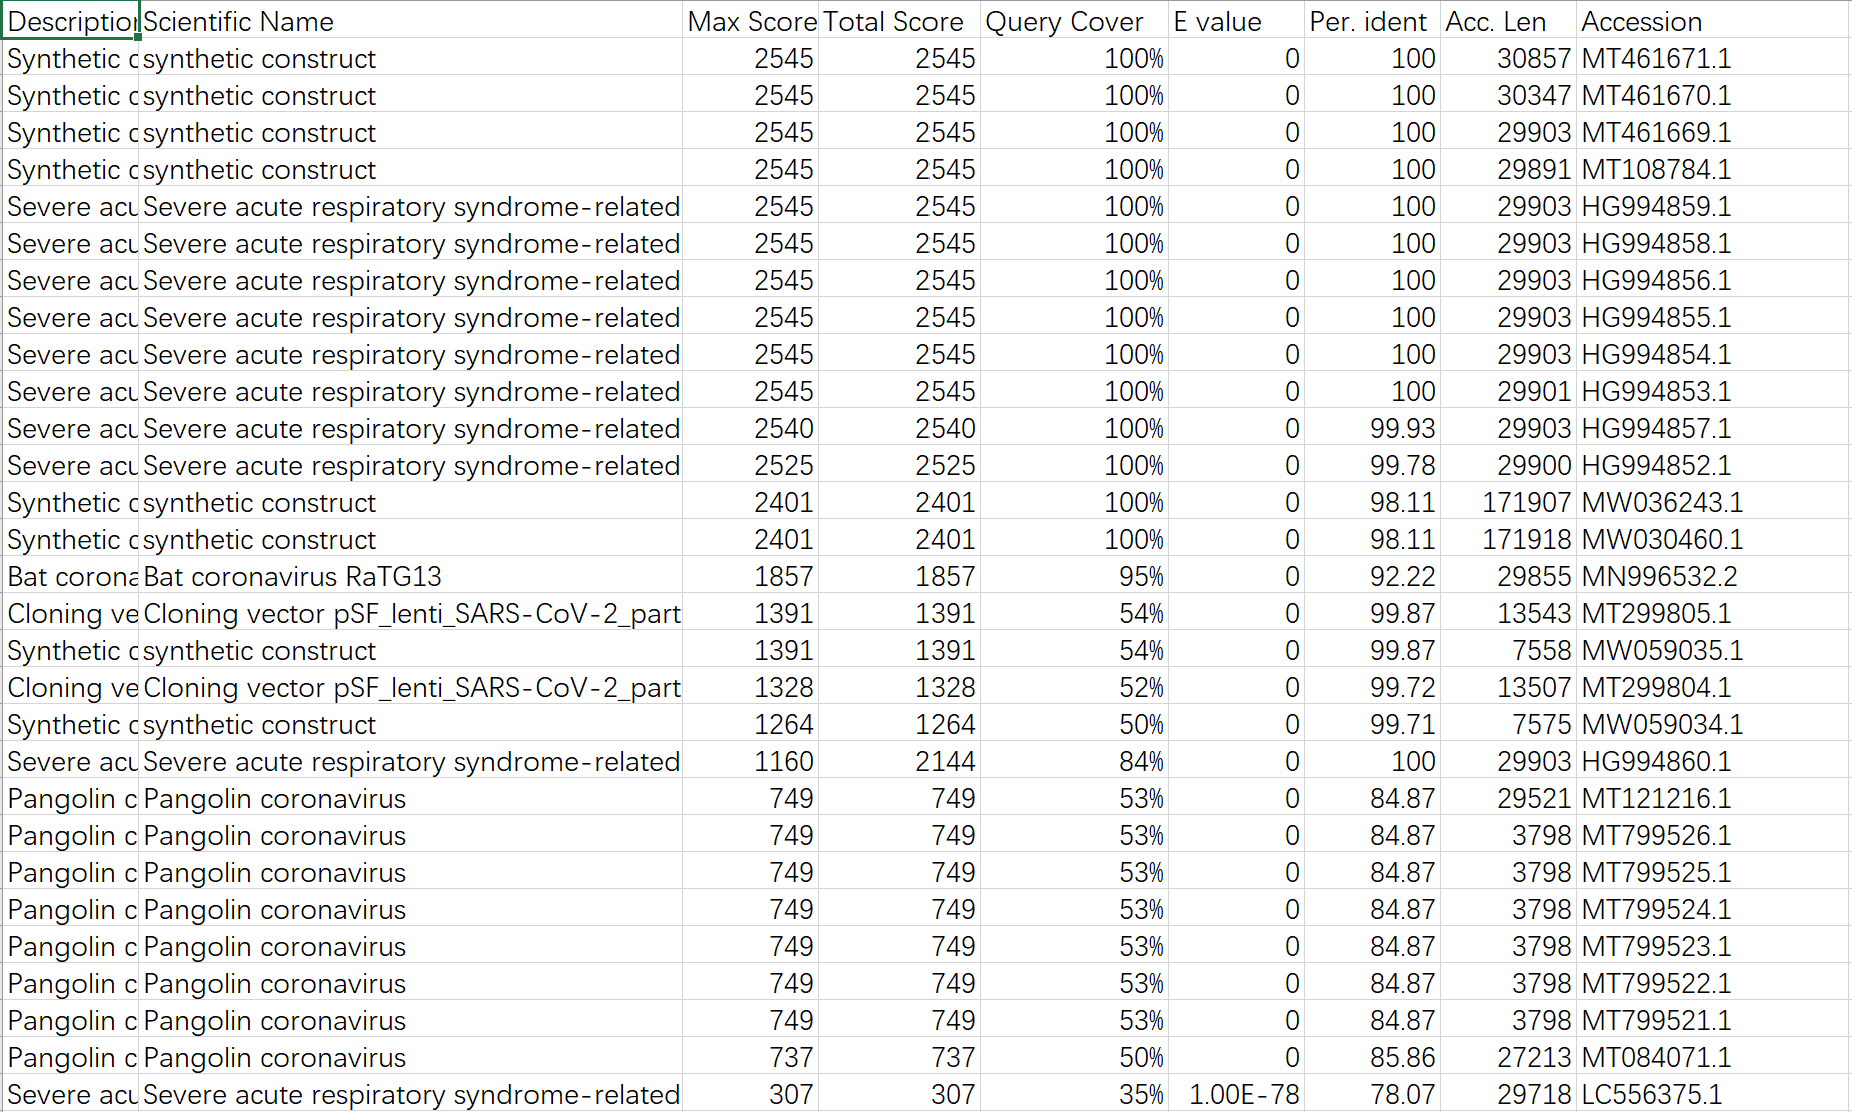 Description Scientific Name Max Score Total Score Query Cover E value Per. ident Acc. Len Accession
Synthetic c synthetic construct 2545 2545 100% 0 100 30857 MT461671.1
Synthetic c synthetic construct 2545 2545 100% 0 100 30347 MT461670.1
Synthetic c synthetic construct 2545 2545 100% 0 100 29903 MT461669.1
Synthetic c synthetic construct 2545 2545 100% 0 100 29891 MT108784.1
Severe acu Severe acute respiratory syndrome-related 2545 2545 100% 0 100 29903 HG994859.1
Severe acu Severe acute respiratory syndrome-related 2545 2545 100% 0 100 29903 HG994858.1
Severe acu Severe acute respiratory syndrome-related 2545 2545 100% 0 100 29903 HG994856.1
Severe acu Severe acute respiratory syndrome-related 2545 2545 100% 0 100 29903 HG994855.1
Severe acu Severe acute respiratory syndrome-related 2545 2545 100% 0 100 29903 HG994854.1
Severe acu Severe acute respiratory syndrome-related 2545 2545 100% 0 100 29901 HG994853.1
Severe acu Severe acute respiratory syndrome-related 2540 2540 100% 0 99.93 29903 HG994857.1
Severe acu Severe acute respiratory syndrome-related 2525 2525 100% 0 99.78 29900 HG994852.1
Synthetic c synthetic construct 2401 2401 100% 0 98.11 171907 MW036243.1
Synthetic c synthetic construct 2401 2401 100% 0 98.11 171918 MW030460.1
Bat corona Bat coronavirus RaTG13 1857 1857 95% 0 92.22 29855 MN996532.2
Cloning ve Cloning vector pSF_lenti_SARS-CoV-2_part 1391 1391 54% 0 99.87 13543 MT299805.1
Synthetic c synthetic construct 1391 1391 54% 0 99.87 7558 MW059035.1
Cloning ve Cloning vector pSF_lenti_SARS-CoV-2_part 1328 1328 52% 0 99.72 13507 MT299804.1
Synthetic c synthetic construct 1264 1264 50% 0 99.71 7575 MW059034.1
Severe acu Severe acute respiratory syndrome-related 1160 2144 84% 0 100 29903 HG994860.1
Pangolin c Pangolin coronavirus 749 749 53% 0 84.87 29521 MT121216.1
Pangolin c Pangolin coronavirus 749 749 53% 0 84.87 3798 MT799526.1
Pangolin c Pangolin coronavirus 749 749 53% 0 84.87 3798 MT799525.1
Pangolin c Pangolin coronavirus 749 749 53% 0 84.87 3798 MT799524.1
Pangolin c Pangolin coronavirus 749 749 53% 0 84.87 3798 MT799523.1
Pangolin c Pangolin coronavirus 749 749 53% 0 84.87 3798 MT799522.1
Pangolin c Pangolin coronavirus 749 749 53% 0 84.87 3798 MT799521.1
Pangolin c Pangolin coronavirus 737 737 50% 0 85.86 27213 MT084071.1
Severe acu Severe acute respiratory syndrome-related 307 307 35% 1.00E-78 78.07 29718 LC556375.1